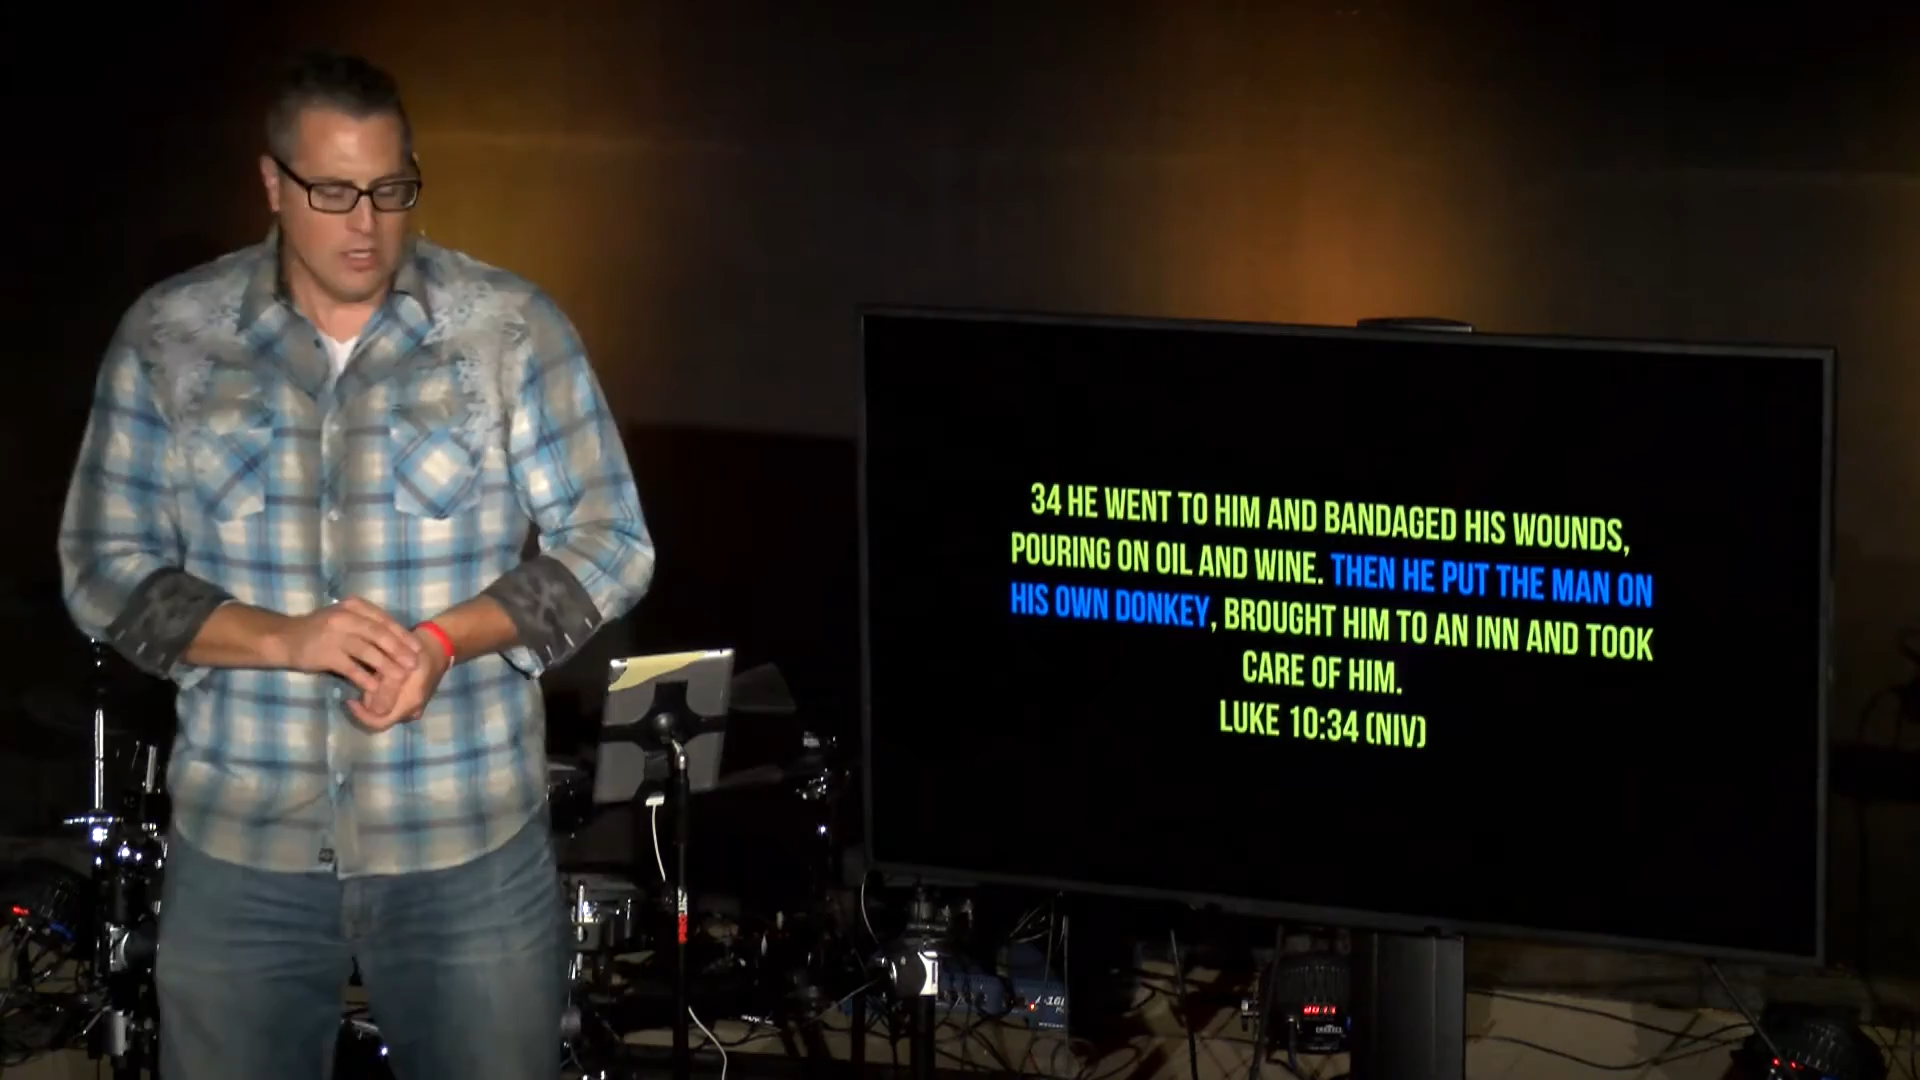 34 HE WENT TO HIM AND BANDAGED HIS WOUNDS,
POURING ON OIL AND WINE. THEN HE PUT THE MAN ON
HIS OWN DONKEY, BROUGHT HIM TO AN INN AND TOOK
CARE OF HIM.
LUKE 10:34 (NIV)